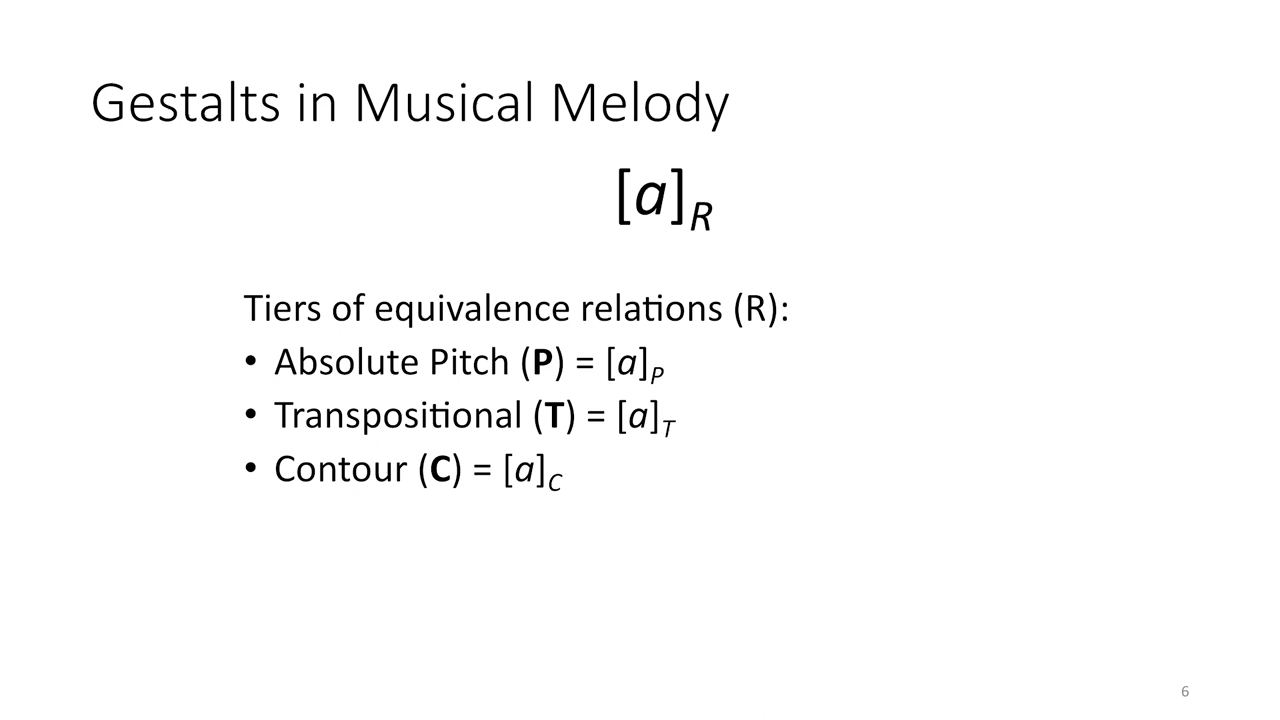 Gestalts in Musical Melody
[a]R
Tiers of equivalence relations (R):
• Absolute Pitch (P) = [a]P
• Transpositional (T) = [a]T
• Contour (C) = [a]C
6